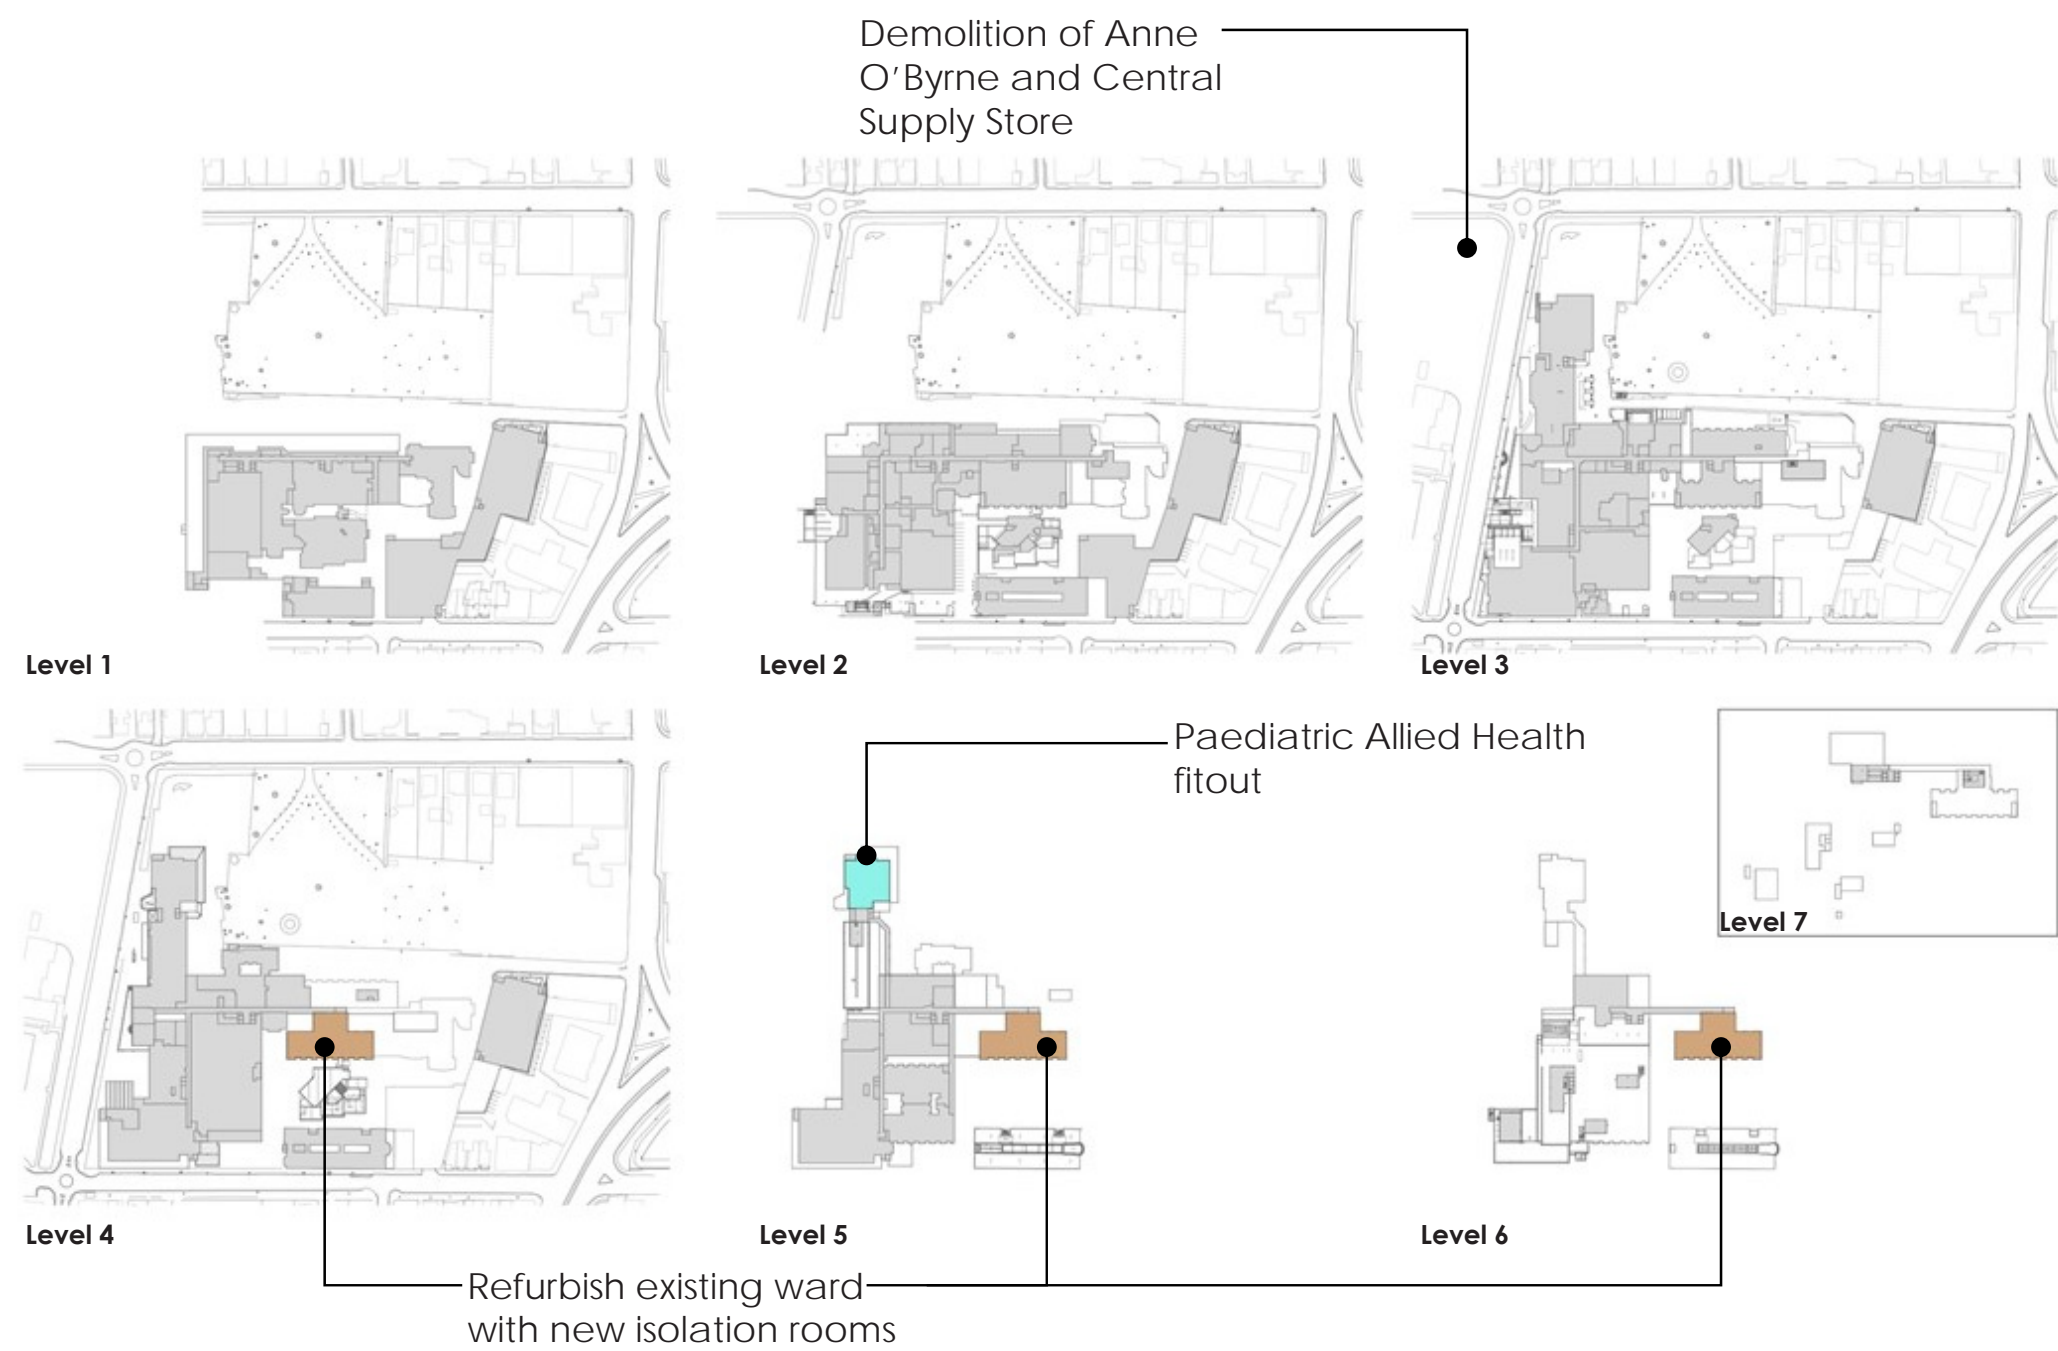 Demolition of Anne
O'Byrne and Central
Supply Store
Level 1
Level 2
Level 3
Paediatric Allied Health
fitout
Level 7
Level 4
Level 5
Level 6
Refurbish existing ward
with new isolation rooms